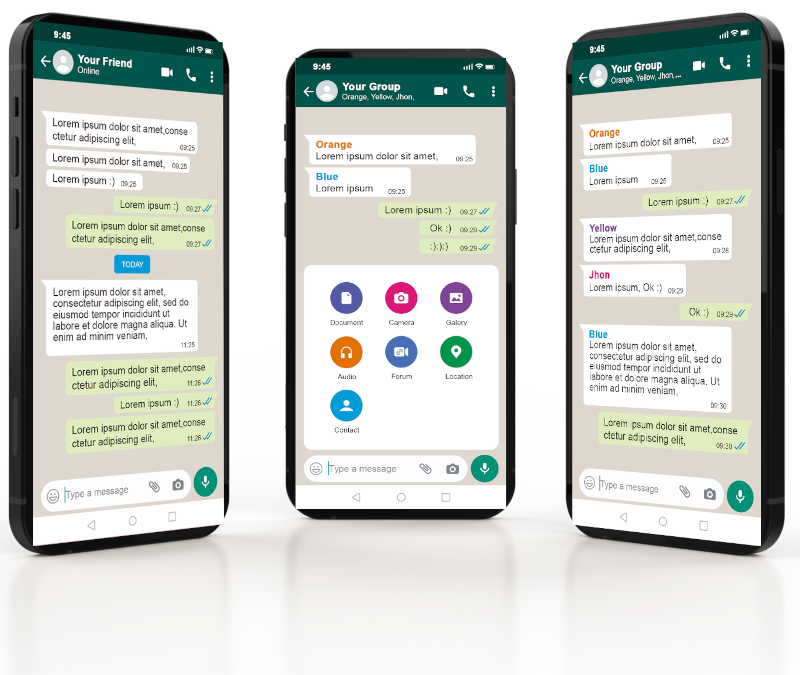 9:45
Your Friend
Online
Lorem ipsum dolor sit amet,conse
ctetur adipiscing elit,
09:25
Lorem ipsum dolor sit amet,
09:25
Lorem ipsum :)
09:25
Lorem ipsum :)
09:27
Lorem ipsum dolor sit amet,conse
ctetur adipiscing elit,
09:27
TODAY
Lorem ipsum dolor sit amet,
consectetur adipiscing elit, sed do
eiusmod tempor incididunt ut
labore et dolore magna aliqua. Ut
enim ad minim veniam,
11:25
Lorem ipsum dolor sit amet,conse
ctetur adipiscing elit,
11:26
Lorem ipsum :)
11:26
Lorem ipsum dolor sit amet,conse
ctetur adipiscing elit,
11:26
Type a message
9:45
Your Group
Orange, Yellow, Jhon,
Orange
Lorem ipsum dolor sit amet,
09:25
Blue
Lorem ipsum
09:25
Lorem ipsum :)
09:27
Ok :)
09:29
:):):)
09:29
Document
Camera
Galery
Audio
Forum
Location
Contact
Type a message
9:45
Your Group
Orange, Yellow, Jhon,...
Orange
Lorem ipsum dolor sit amet,
09:25
Blue
Lorem ipsum
09:25
Lorem ipsum :)
09:27
Yellow
Lorem ipsum dolor sit amet,conse
ctetur adipiscing elit,
09:28
Jhon
Lorem ipsum, Ok :)
09:29
Ok :)
09:29
Blue
Lorem ipsum dolor sit amet,
consectetur adipiscing elit, sed do
eiusmod tempor incididunt ut
labore et dolore magna aliqua. Ut
enim ad minim veniam,
09:30
Lorem ipsum dolor sit amet,conse
ctetur adipiscing elit,
09:30
Type a message